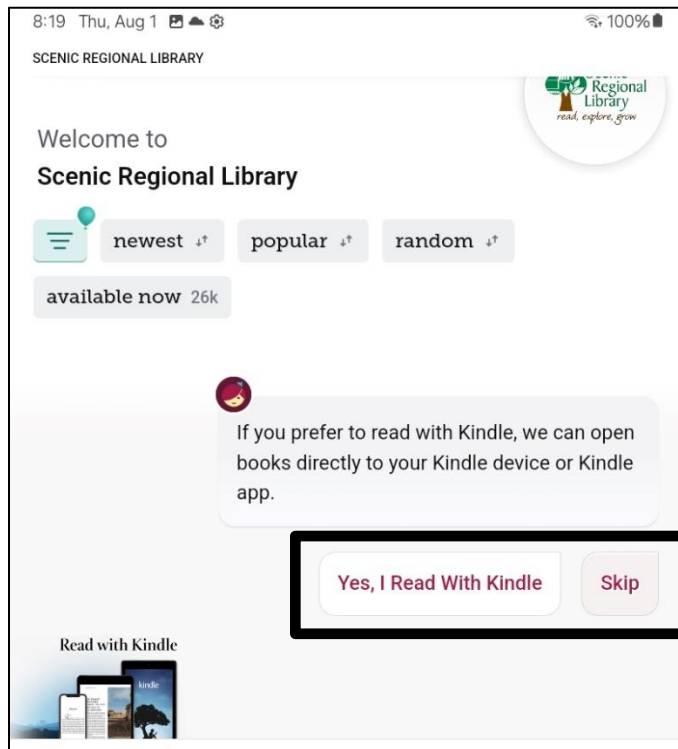 8:19 Thu, Aug 1 100%
SCENIC REGIONAL LIBRARY
Regional
Library
read, explore, grow
Welcome to
Scenic Regional Library
newest
popular
random
available now 26k
If you prefer to read with Kindle, we can open
books directly to your Kindle device or Kindle
app.
Yes, I Read With Kindle
Skip
Read with Kindle
kindle